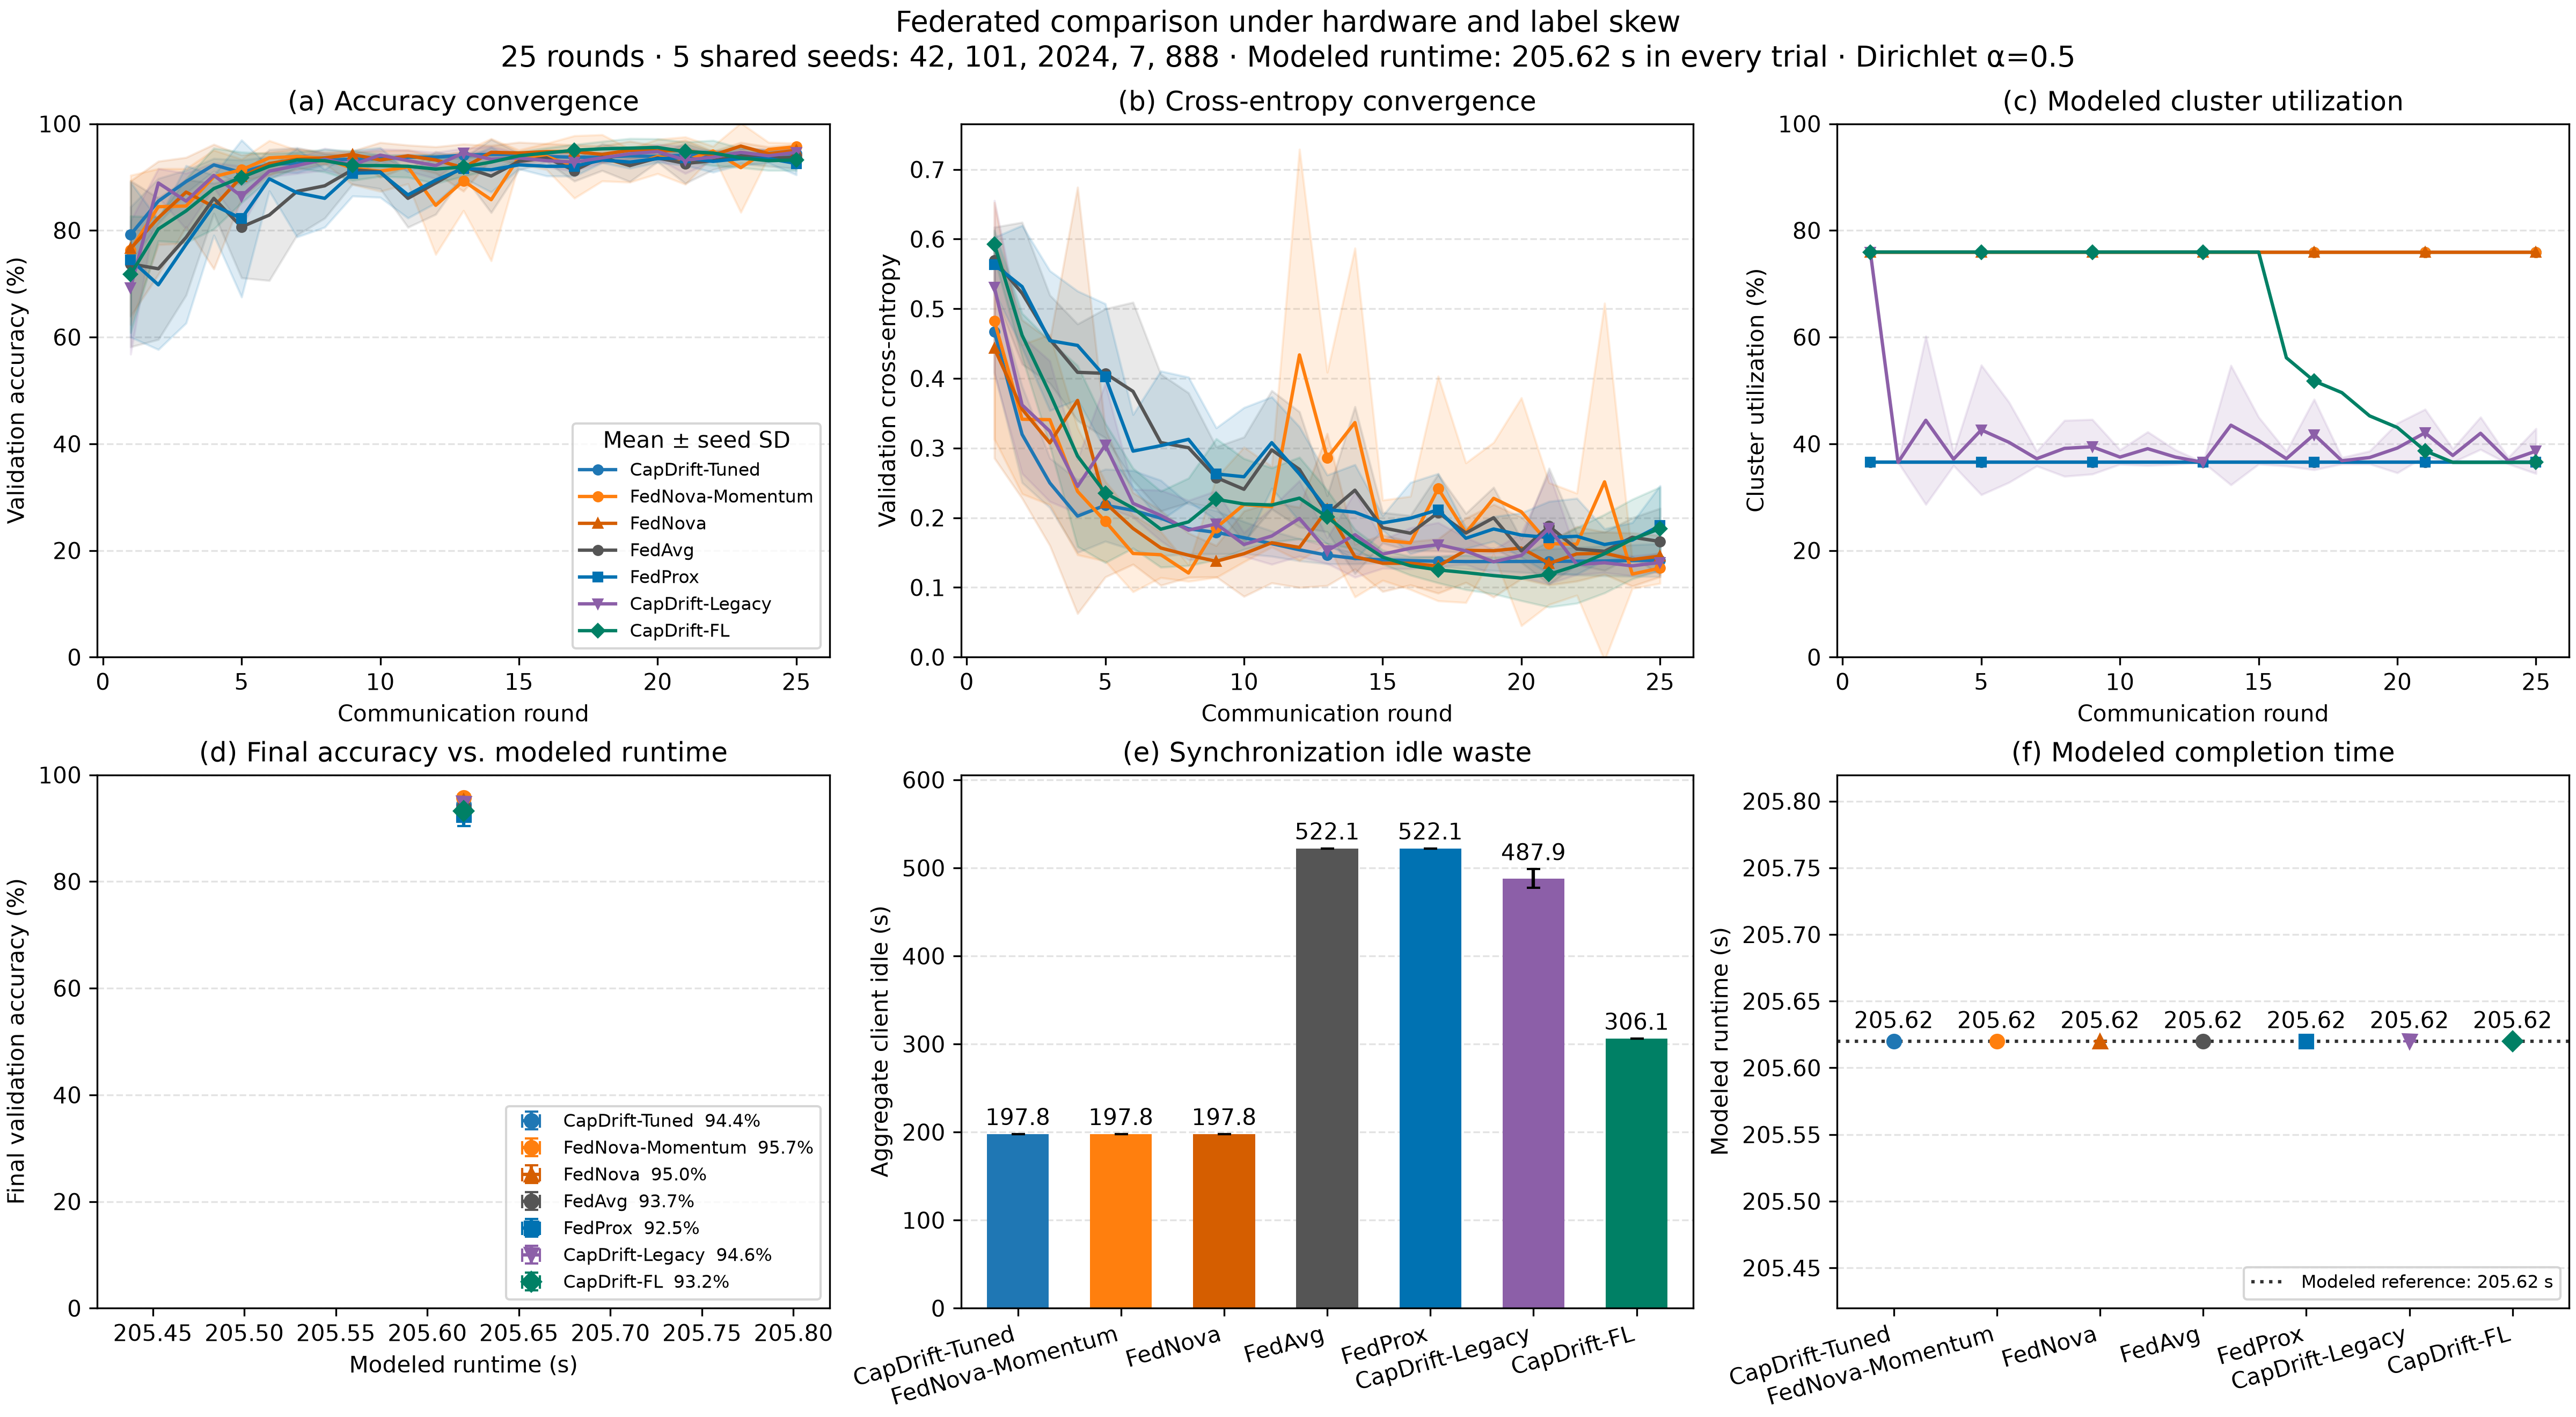 Federated comparison under hardware and label skew
25 rounds · 5 shared seeds: 42, 101, 2024, 7, 888 · Modeled runtime: 205.62 s in every trial · Dirichlet α=0.5
(a) Accuracy convergence
100
80
60
40
20
0
Validation accuracy (%)
Mean ± seed SD
CapDrift-Tuned
FedNova-Momentum
FedNova
FedAvg
FedProx
CapDrift-Legacy
CapDrift-FL
0 5 10 15 20 25
Communication round
(b) Cross-entropy convergence
0.7
0.6
0.5
0.4
0.3
0.2
0.1
0.0
Validation cross-entropy
0 5 10 15 20 25
Communication round
(c) Modeled cluster utilization
100
80
60
40
20
0
Cluster utilization (%)
0 5 10 15 20 25
Communication round
(d) Final accuracy vs. modeled runtime
100
80
60
40
20
0
Final validation accuracy (%)
CapDrift-Tuned 94.4%
FedNova-Momentum 95.7%
FedNova 95.0%
FedAvg 93.7%
FedProx 92.5%
CapDrift-Legacy 94.6%
CapDrift-FL 93.2%
205.45 205.50 205.55 205.60 205.65 205.70 205.75 205.80
Modeled runtime (s)
(e) Synchronization idle waste
600
500
400
300
200
100
0
Aggregate client idle (s)
197.8 197.8 197.8 522.1 522.1 487.9 306.1
CapDrift-Tuned
FedNova-Momentum
FedNova
FedAvg
FedProx
CapDrift-Legacy
CapDrift-FL
(f) Modeled completion time
205.80
205.75
205.70
205.65
205.60
205.55
205.50
205.45
Modeled runtime (s)
205.62 205.62 205.62 205.62 205.62 205.62 205.62
Modeled reference: 205.62 s
CapDrift-Tuned
FedNova-Momentum
FedNova
FedAvg
FedProx
CapDrift-Legacy
CapDrift-FL